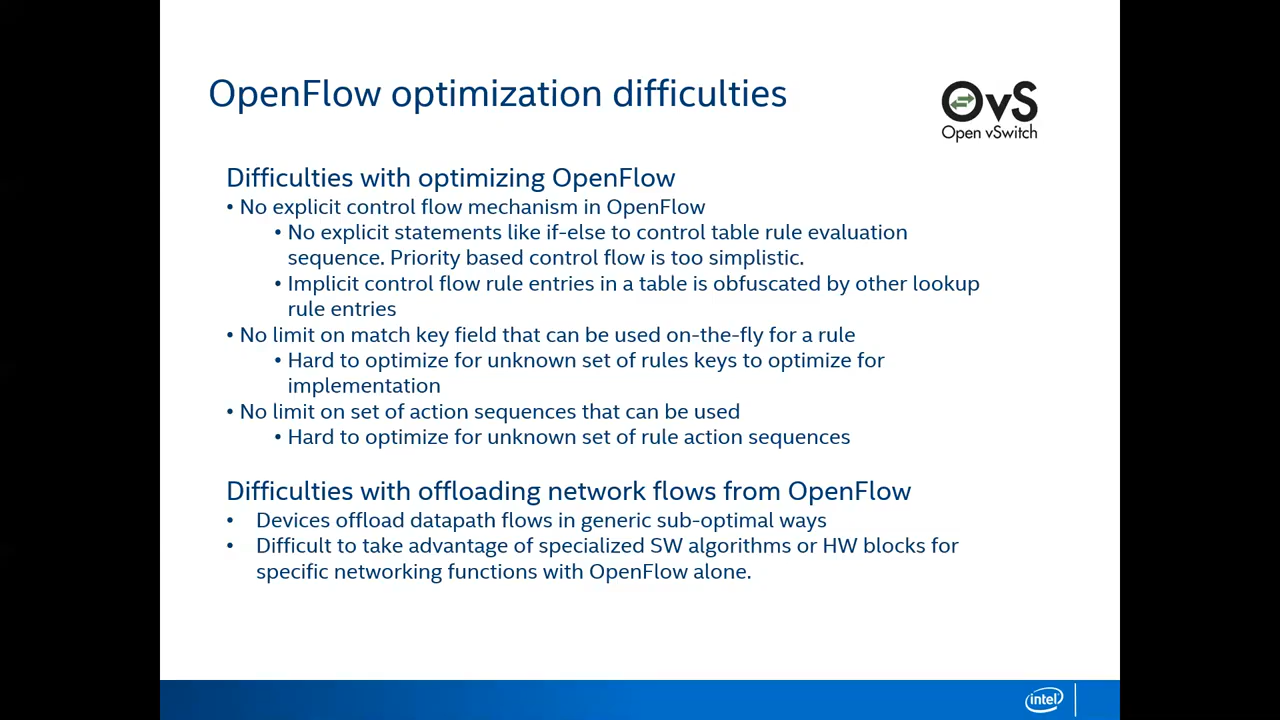 OpenFlow optimization difficulties
OvS
Open vSwitch
Difficulties with optimizing OpenFlow
• No explicit control flow mechanism in OpenFlow
• No explicit statements like if-else to control table rule evaluation
sequence. Priority based control flow is too simplistic.
• Implicit control flow rule entries in a table is obfuscated by other lookup
rule entries
• No limit on match key field that can be used on-the-fly for a rule
• Hard to optimize for unknown set of rules keys to optimize for
implementation
• No limit on set of action sequences that can be used
• Hard to optimize for unknown set of rule action sequences
Difficulties with offloading network flows from OpenFlow
• Devices offload datapath flows in generic sub-optimal ways
• Difficult to take advantage of specialized SW algorithms or HW blocks for
specific networking functions with OpenFlow alone.
intel